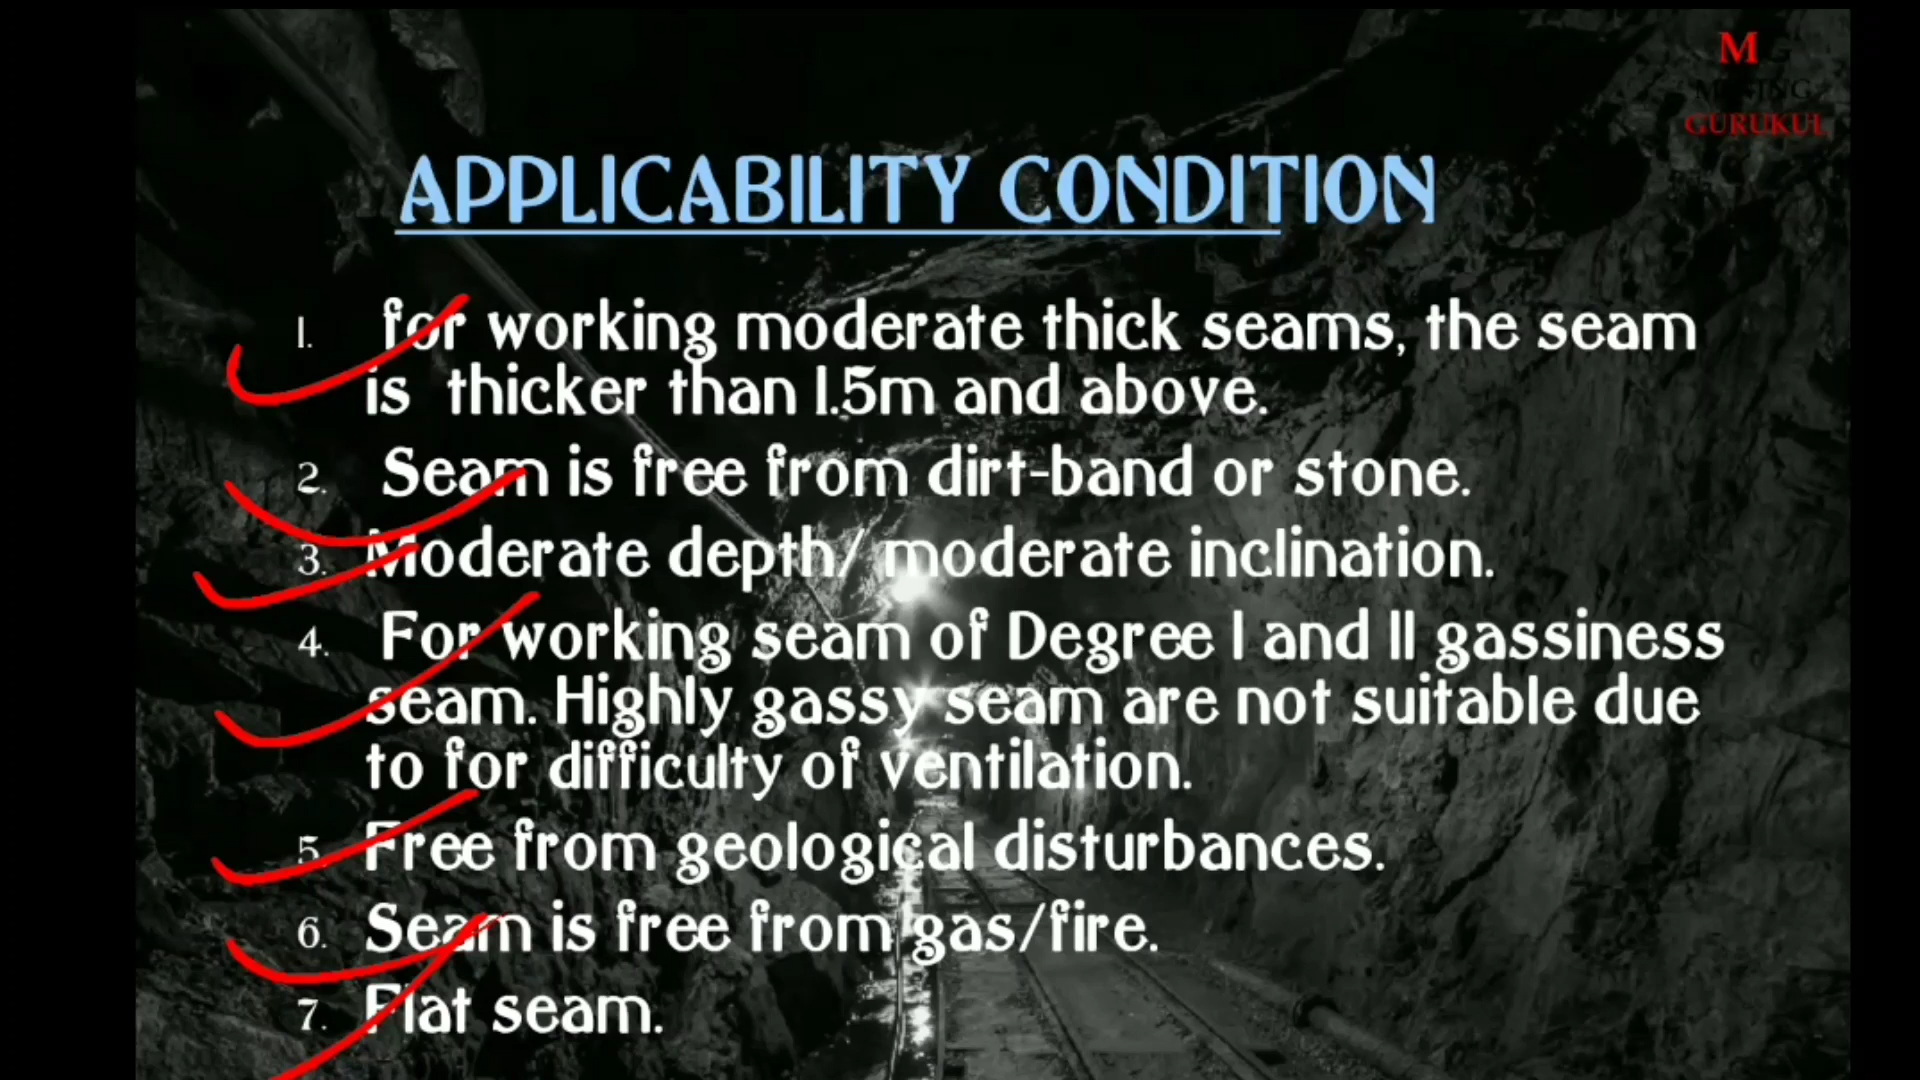 MG
MINING
GURUKUL
APPLICABILITY CONDITION
1. for working moderate thick seams, the seam
is thicker than 1.5m and above.
2. Seam is free from dirt-band or stone.
3. Moderate depth/ moderate inclination.
4. For working seam of Degree I and II gassiness
seam. Highly gassy seam are not suitable due
to for difficulty of ventilation.
5. Free from geological disturbances.
6. Seam is free from gas/fire.
7. Flat seam.